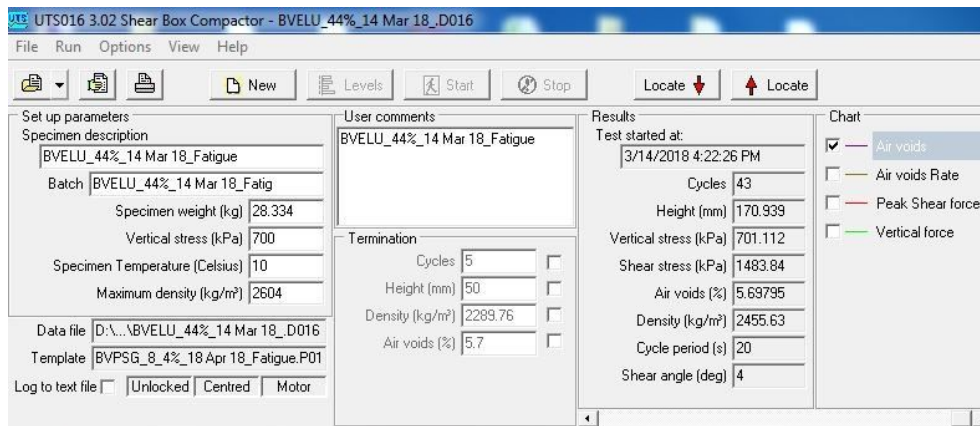 UTS016 3.02 Shear Box Compactor - BVELU_44%_14 Mar 18_.D016
File Run Options View Help
New Levels Start Stop Locate Locate
Set up parameters
Specimen description
BVELU_44%_14 Mar 18_Fatigue
Batch BVELU_44%_14 Mar 18_Fatig
Specimen weight (kg) 28.334
Vertical stress (kPa) 700
Specimen Temperature (Celsius) 10
Maximum density (kg/m³) 2604
Data file D:\...\BVELU_44%_14 Mar 18_.D016
Template BVPSG_8_4%_18 Apr 18_Fatigue.P01
Log to text file Unlocked Centred Motor
User comments
BVELU_44%_14 Mar 18_Fatigue
Termination
Cycles 5
Height (mm) 50
Density (kg/m³) 2289.76
Air voids (%) 5.7
Results
Test started at:
3/14/2018 4:22:26 PM
Cycles 43
Height (mm) 170.939
Vertical stress (kPa) 701.112
Shear stress (kPa) 1483.84
Air voids (%) 5.69795
Density (kg/m³) 2455.63
Cycle period (s) 20
Shear angle (deg) 4
Chart
Air voids
Air voids Rate
Peak Shear force
Vertical force